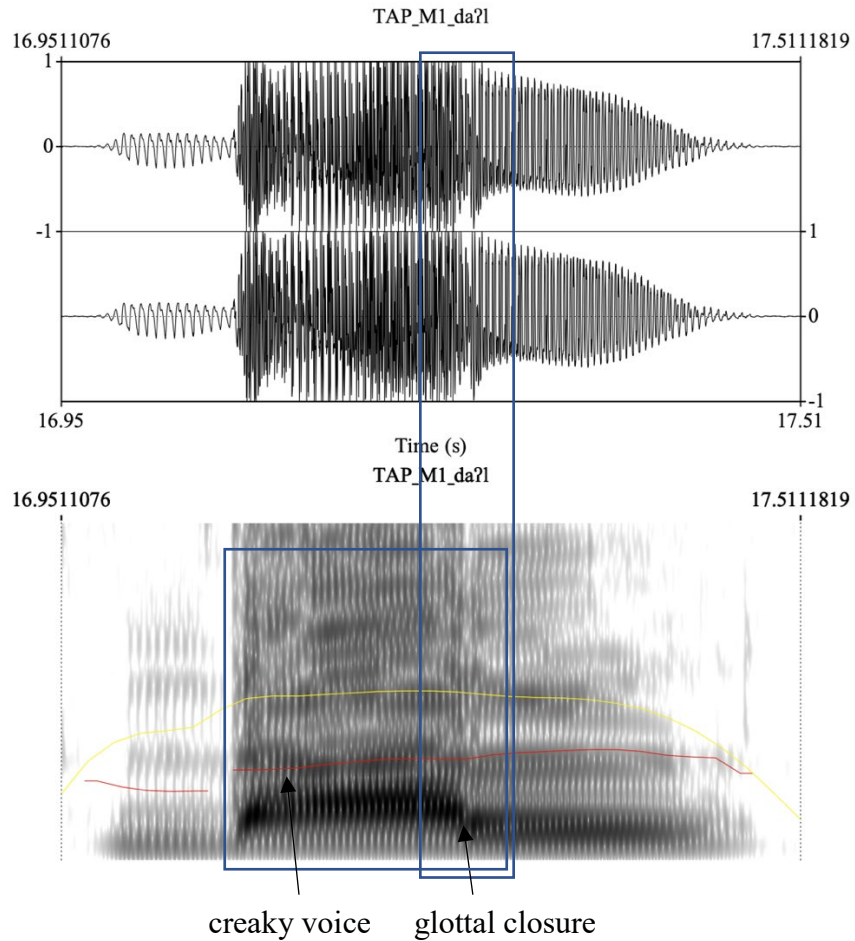 TAP_M1_daʔl
16.9511076 17.5111819
1
0
-1 1
0
-1
16.95 17.51
Time (s)
TAP_M1_daʔl
16.9511076 17.5111819
creaky voice glottal closure